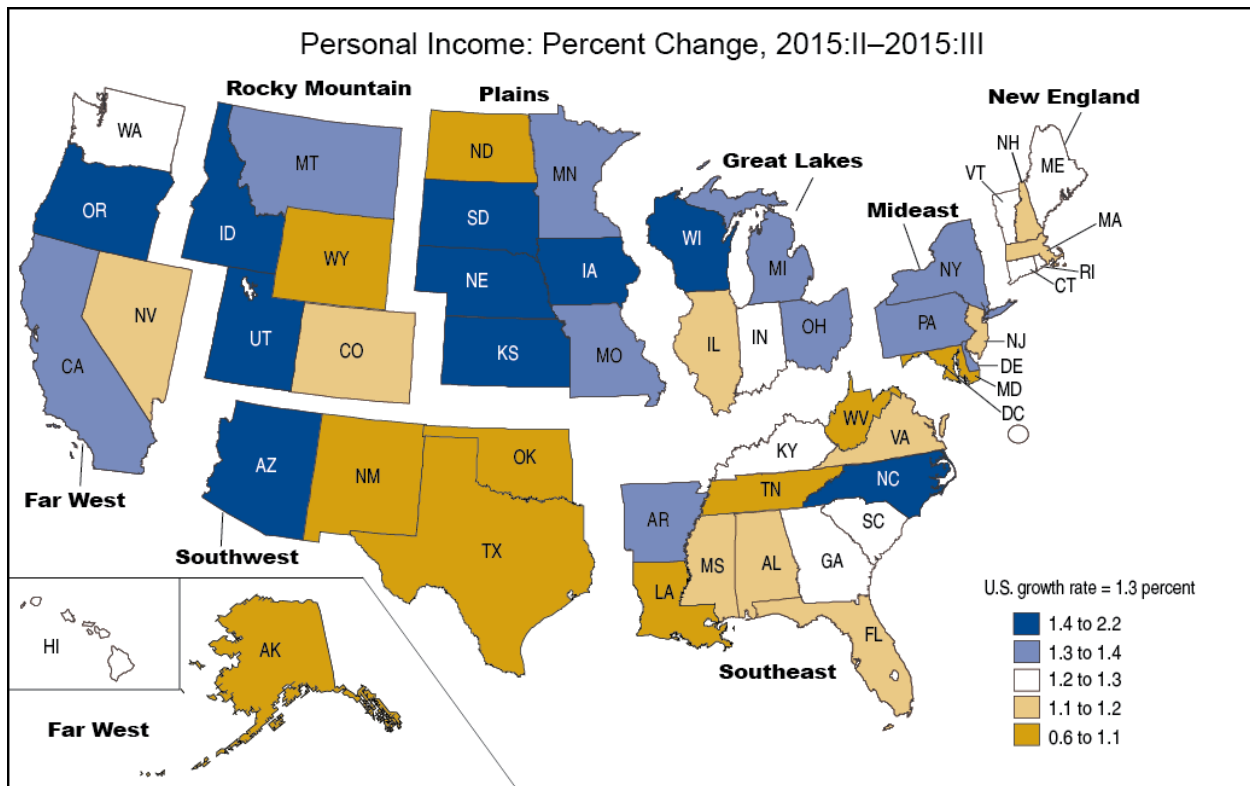 Personal Income: Percent Change, 2015:II–2015:III
Rocky Mountain
Plains
New England
Great Lakes
Mideast
WA
MT
ND
MN
NH
VT
ME
OR
ID
SD
WI
MA
WY
MI
NY
RI
CT
NV
NE
IA
UT
CO
KS
MO
IL
IN
OH
PA
NJ
DE
MD
DC
CA
WV
VA
KY
Far West
AZ
NM
OK
TN
NC
AR
SC
Southwest
TX
MS
AL
GA
LA
FL
Southeast
HI
AK
Far West
U.S. growth rate = 1.3 percent
1.4 to 2.2
1.3 to 1.4
1.2 to 1.3
1.1 to 1.2
0.6 to 1.1